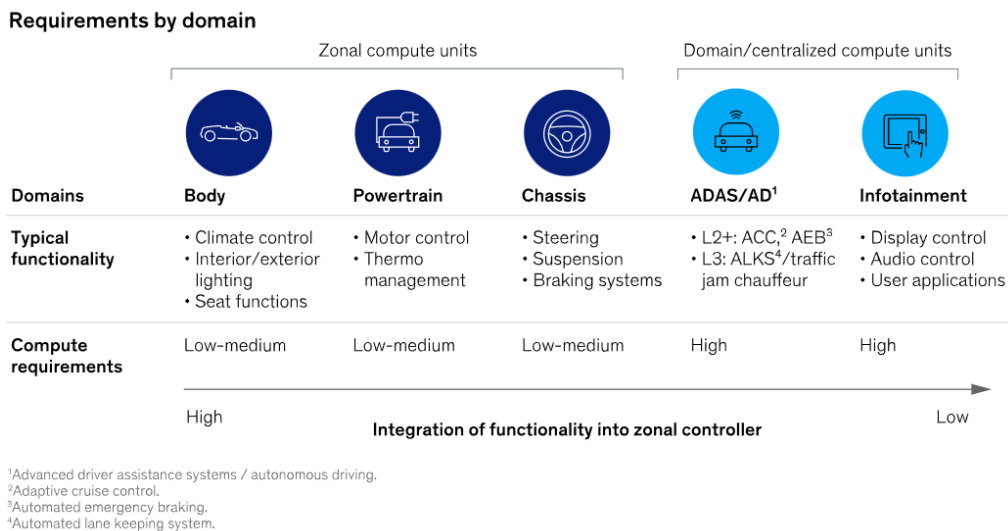 Requirements by domain
Zonal compute units
Domain/centralized compute units
Domains
Body
Powertrain
Chassis
ADAS/AD¹
Infotainment
Typical
functionality
• Climate control
• Interior/exterior
lighting
• Seat functions
• Motor control
• Thermo
management
• Steering
• Suspension
• Braking systems
• L2+: ACC,² AEB³
• L3: ALKS⁴/traffic
jam chauffeur
• Display control
• Audio control
• User applications
Compute
requirements
Low-medium
Low-medium
Low-medium
High
High
High
Low
Integration of functionality into zonal controller
¹Advanced driver assistance systems / autonomous driving.
²Adaptive cruise control.
³Automated emergency braking.
⁴Automated lane keeping system.